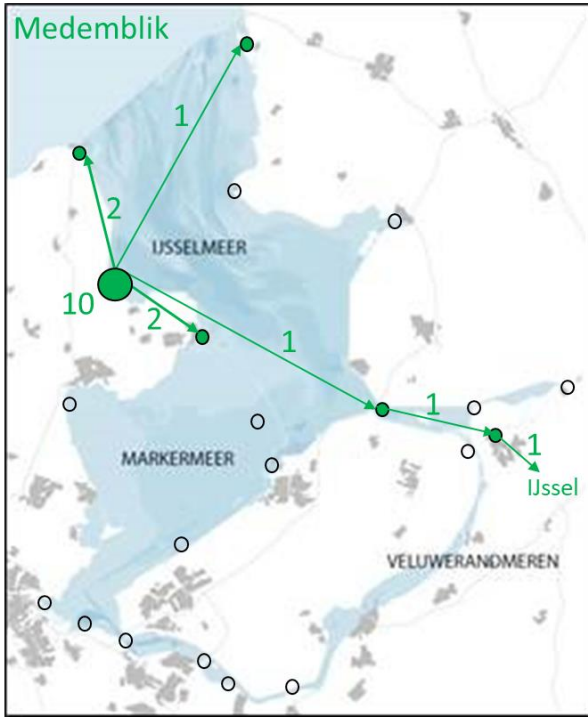 Medemblik
1
2
IJSSELMEER
10
2
1
1
MARKERMEER
1
IJssel
VELUWERANDMEREN